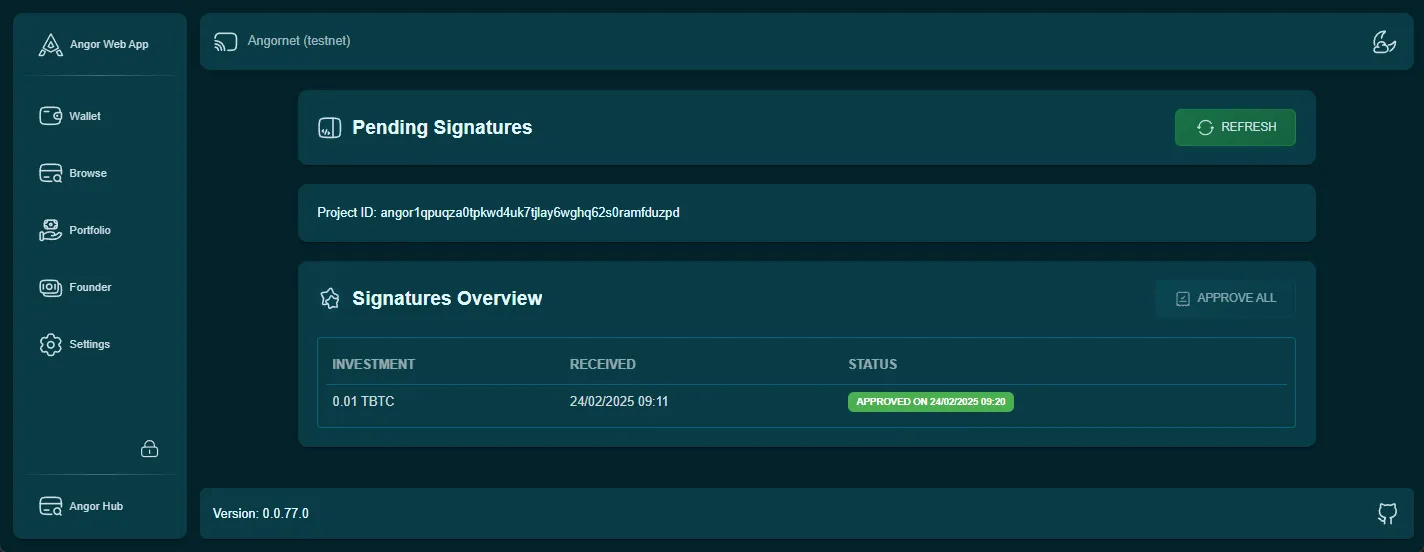 Angor Web App
Wallet
Browse
Portfolio
Founder
Settings
Angor Hub
Angornet (testnet)
Pending Signatures
REFRESH
Project ID: angor1qpuqza0tpkwd4uk7tjlay6wghq62s0ramfduzpd
Signatures Overview
APPROVE ALL
INVESTMENT RECEIVED STATUS
0.01 TBTC 24/02/2025 09:11 APPROVED ON 24/02/2025 09:20
Version: 0.0.77.0